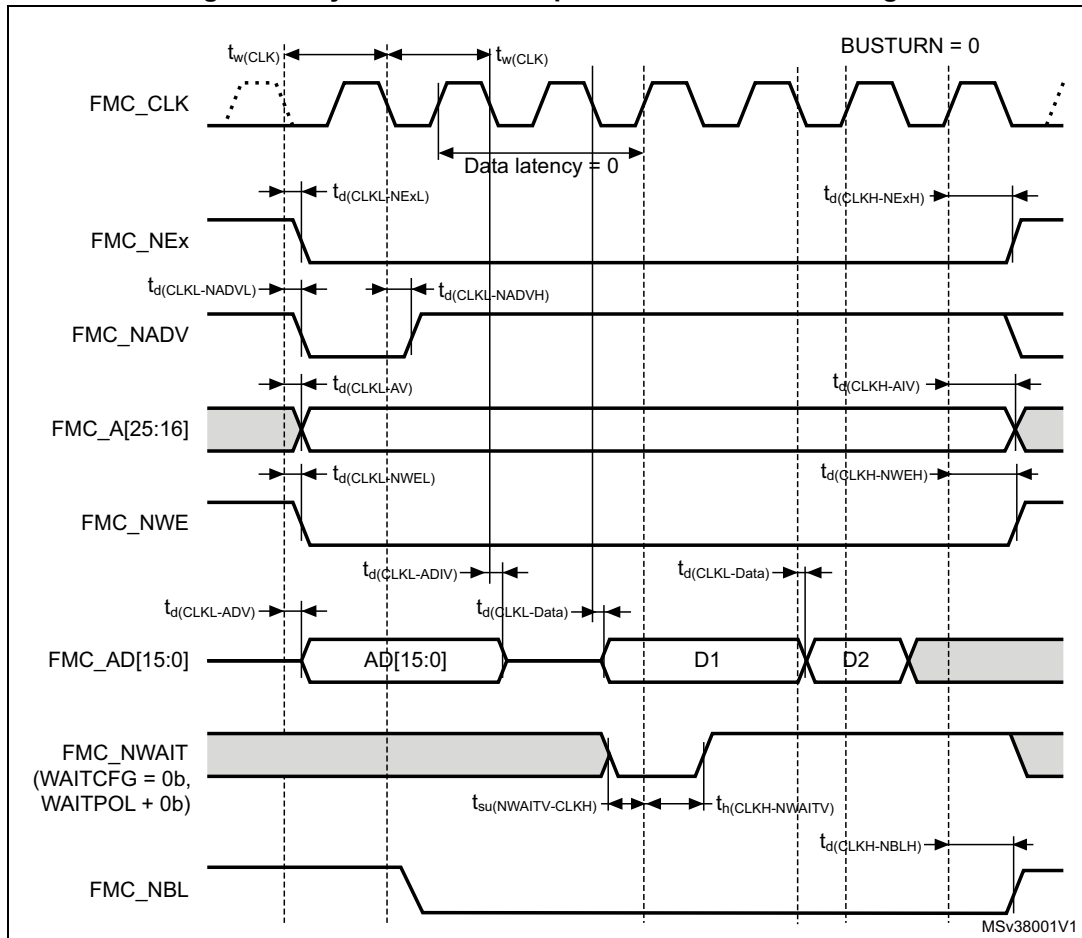 tw(CLK) tw(CLK) BUSTURN = 0
FMC_CLK
Data latency = 0
td(CLKL-NExL) td(CLKH-NExH)
FMC_NEx
td(CLKL-NADVL) td(CLKL-NADVH)
FMC_NADV
td(CLKL-AV) td(CLKH-AIV)
FMC_A[25:16]
td(CLKL-NWEL) td(CLKH-NWEH)
FMC_NWE
td(CLKL-ADIV) td(CLKL-Data)
td(CLKL-ADV) td(CLKL-Data)
FMC_AD[15:0] AD[15:0] D1 D2
FMC_NWAIT
(WAITCFG = 0b,
WAITPOL + 0b)
tsu(NWAITV-CLKH) th(CLKH-NWAITV)
td(CLKH-NBLH)
FMC_NBL
MSv38001V1